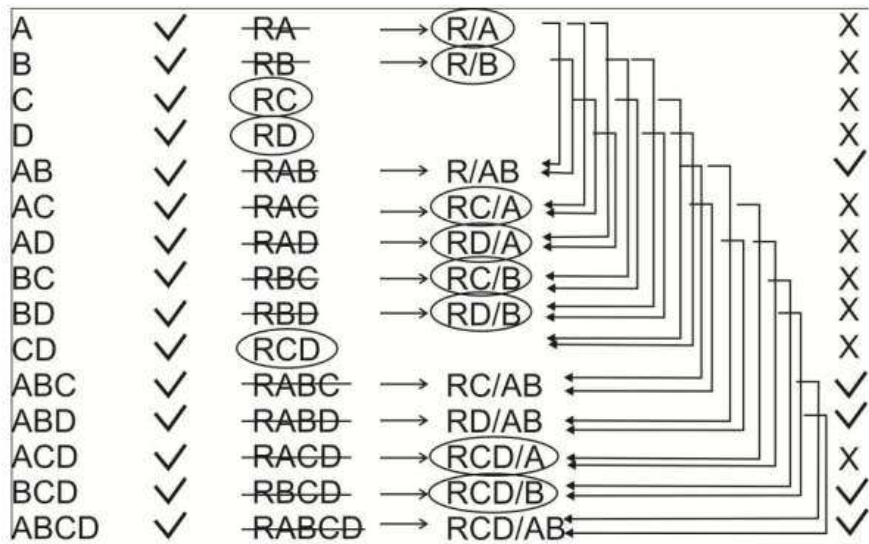 A ✓ RA → R/A X
B ✓ RB → R/B X
C ✓ RC X
D ✓ RD X
AB ✓ RAB → R/AB ✓
AC ✓ RAC → RC/A X
AD ✓ RAD → RD/A X
BC ✓ RBC → RC/B X
BD ✓ RBD → RD/B X
CD ✓ RCD X
ABC ✓ RABC → RC/AB ✓
ABD ✓ RABD → RD/AB ✓
ACD ✓ RACD → RCD/A X
BCD ✓ RBCD → RCD/B ✓
ABCD ✓ RABCD → RCD/AB ✓